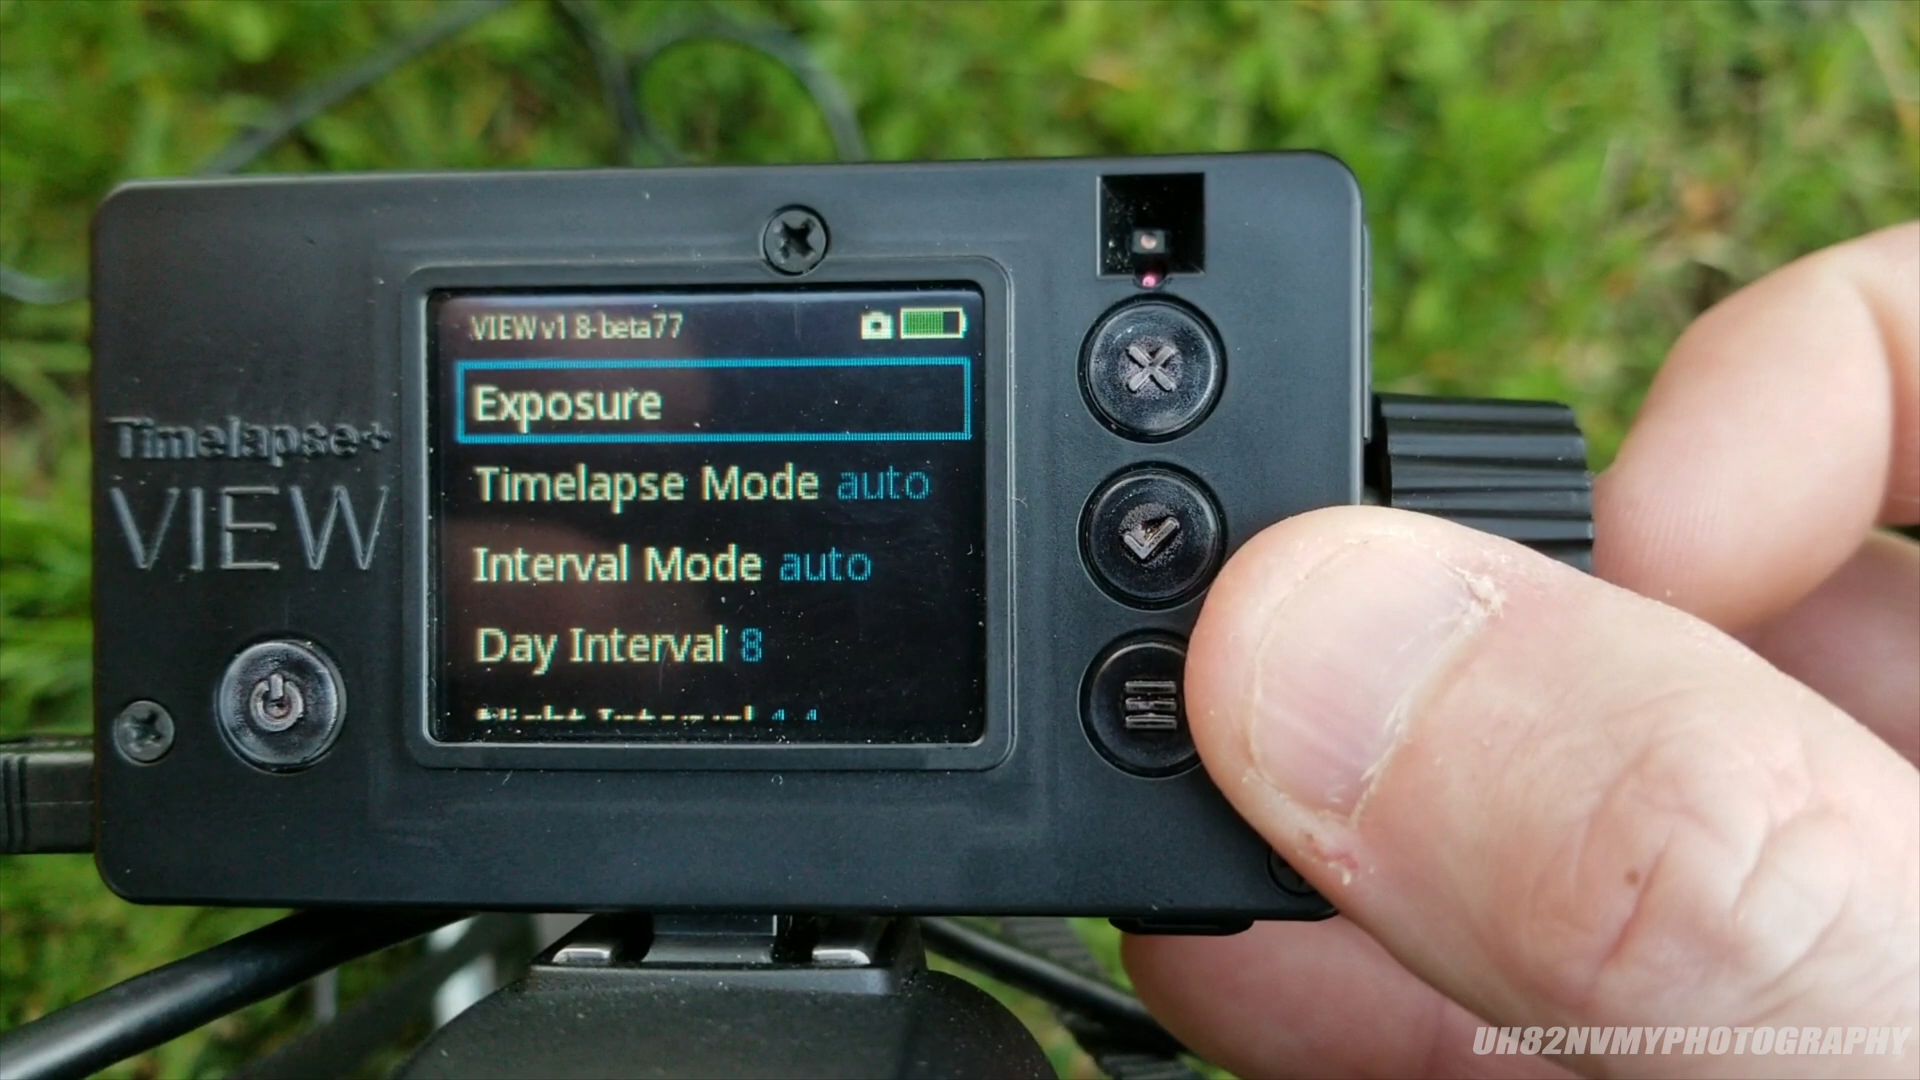 VIEW v1 8-beta77
Exposure
Timelapse Mode auto
Interval Mode auto
Day Interval 8
Timelapse+
VIEW
UH82NVMYPHOTOGRAPHY